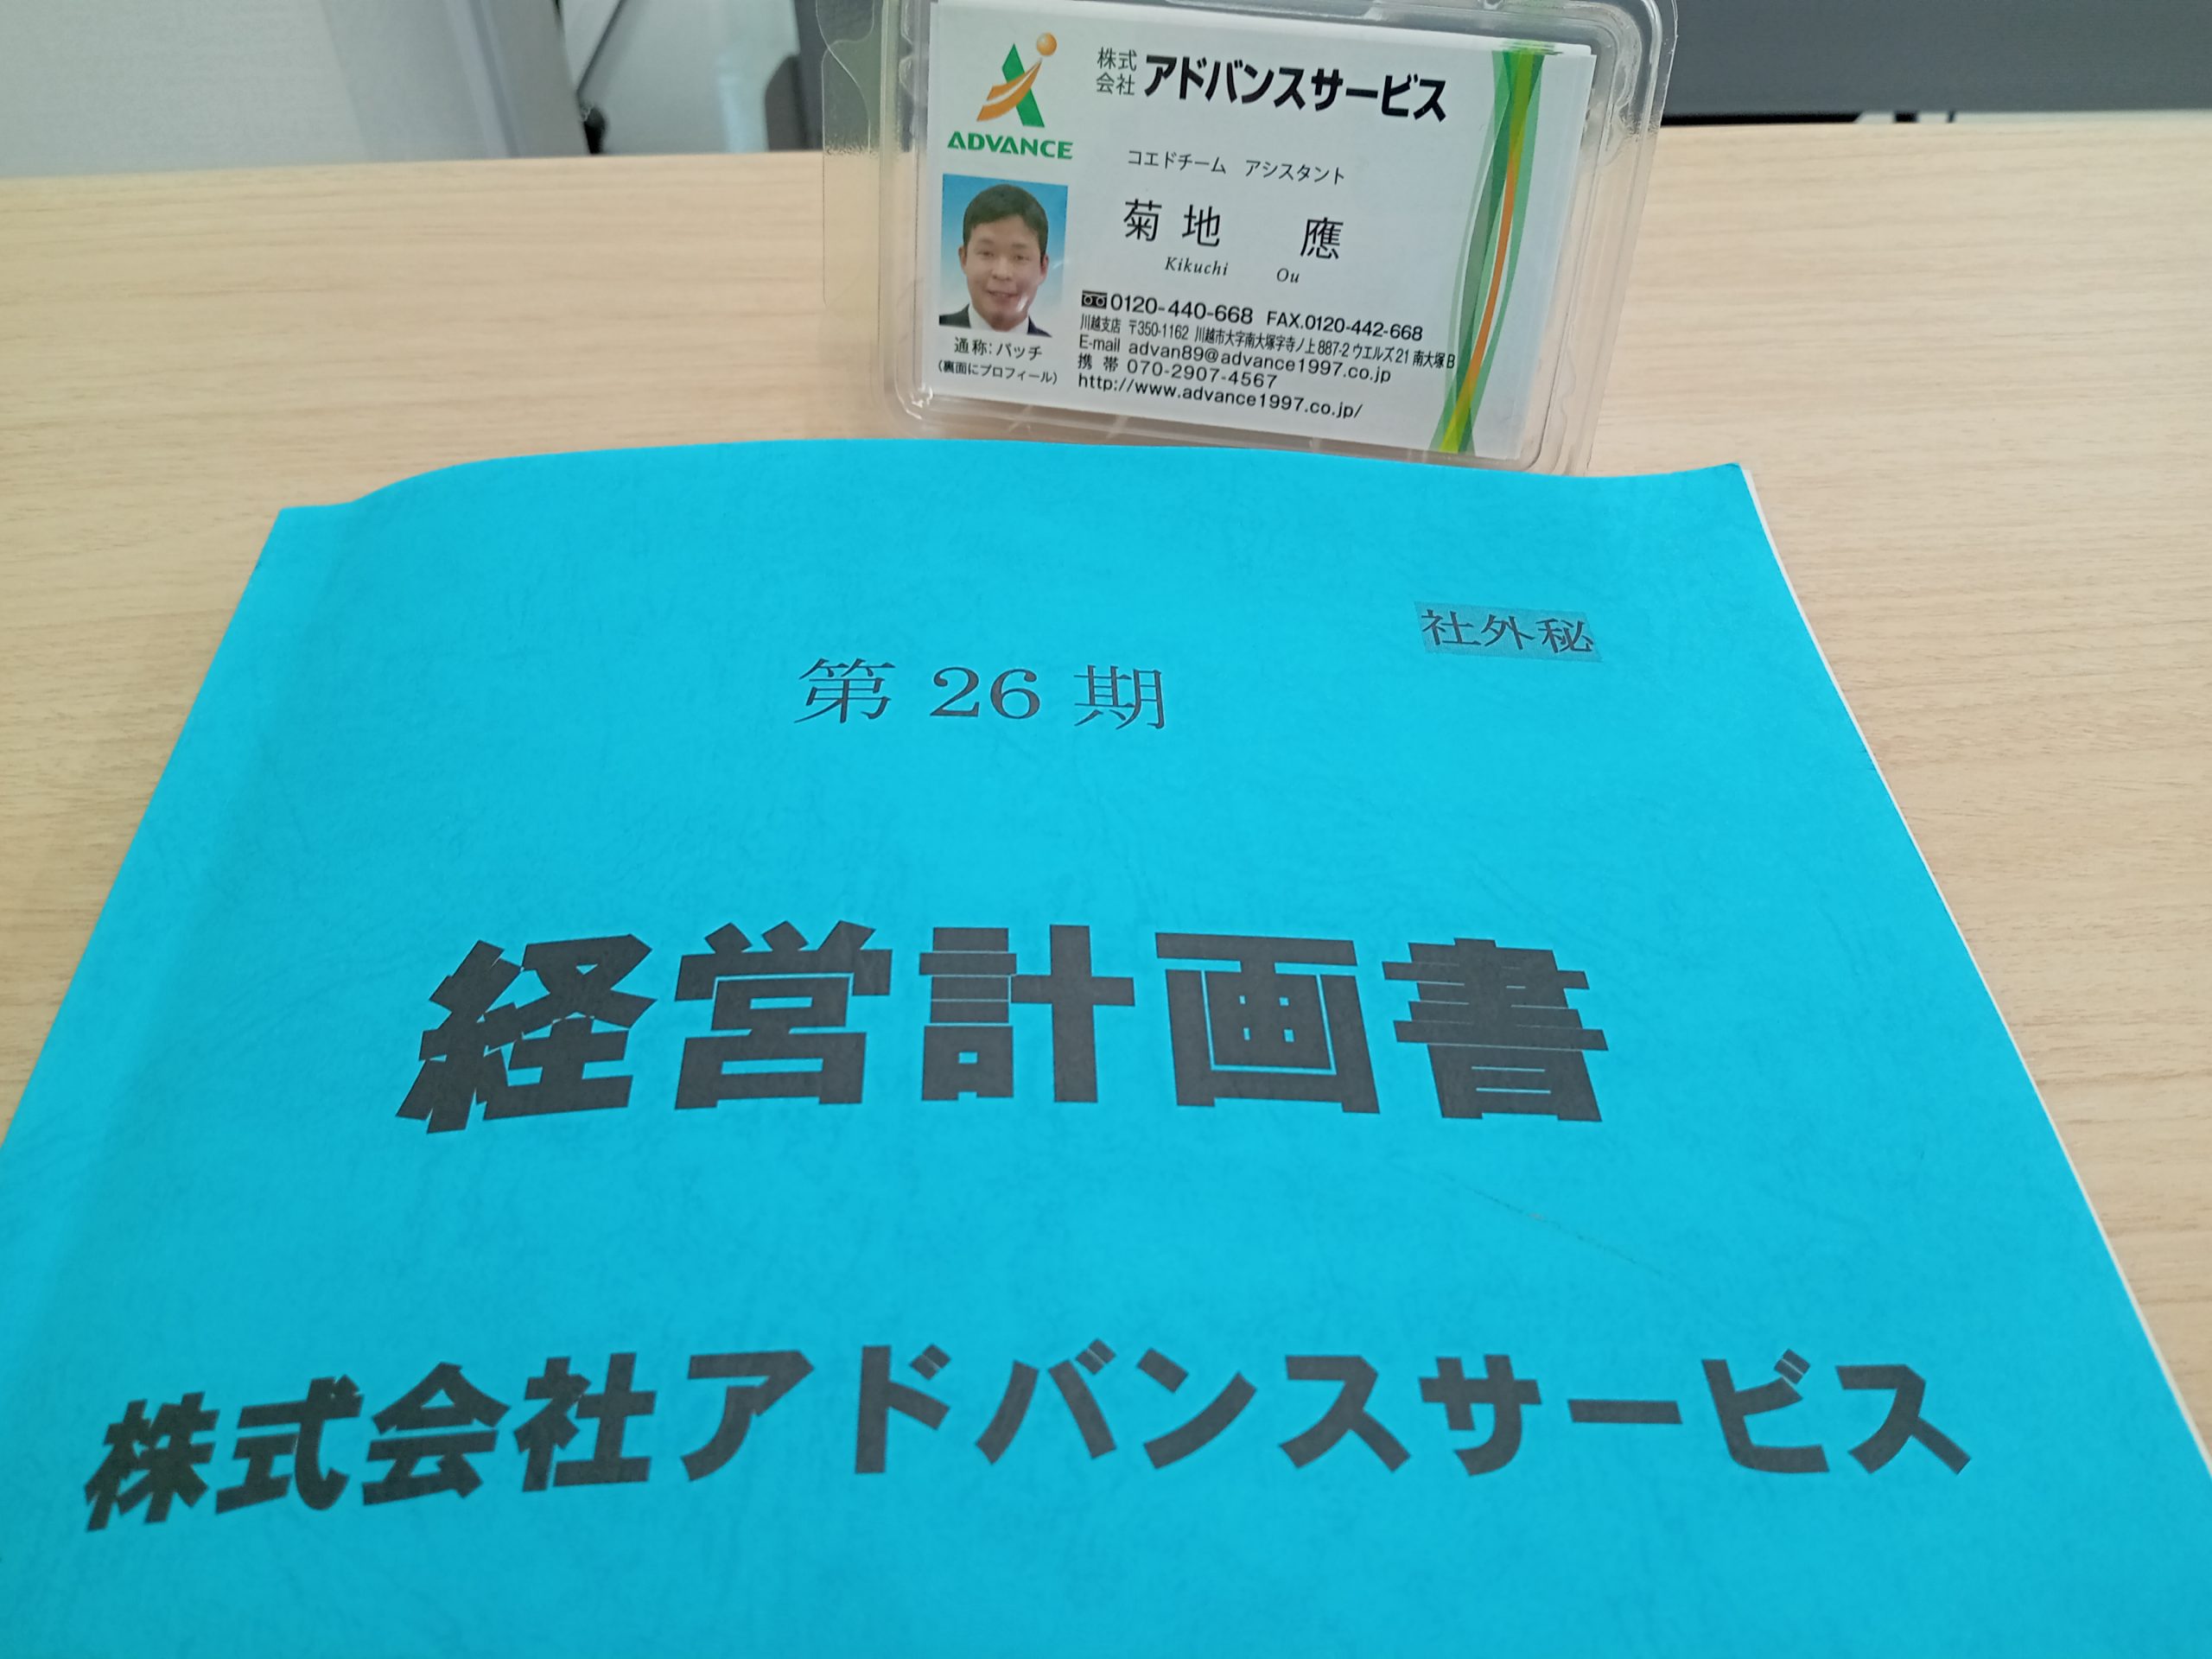 株式会社 アドバンスサービス
ADVANCE
コエドチーム アシスタント
菊地 應
Kikuchi Ou
0120-440-668 FAX.0120-442-668
川越支店 〒350-1162 川越市大字南大塚字寺ノ上887-2 ウエルズ21 南大塚B
E-mail advan89@advance1997.co.jp
携帯 070-2907-4567
http://www.advance1997.co.jp/
通称:バッチ
(裏面にプロフィール)
社外秘
第26期
経営計画書
株式会社アドバンスサービス